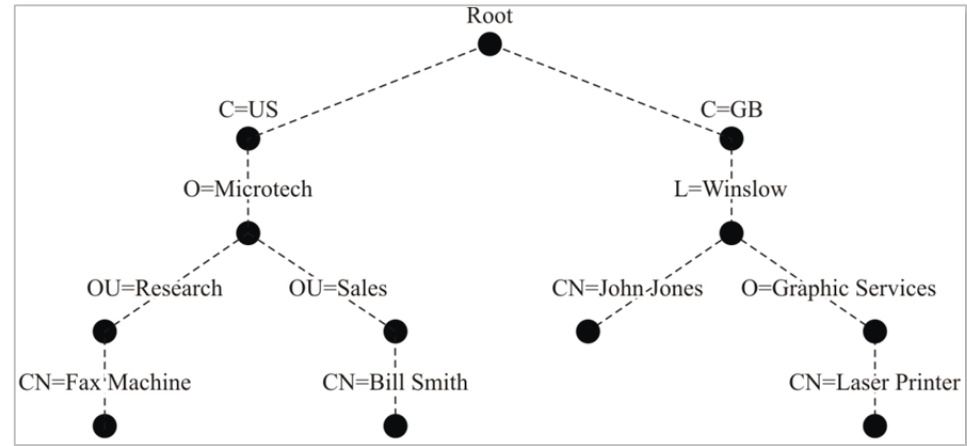 Root
C=US
C=GB
O=Microtech
L=Winslow
OU=Research
OU=Sales
CN=John Jones
O=Graphic Services
CN=Fax Machine
CN=Bill Smith
CN=Laser Printer